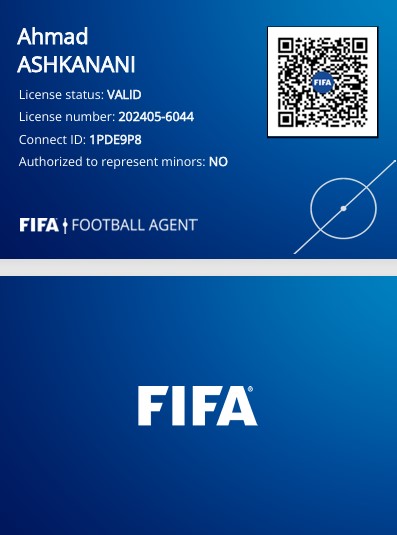 Ahmad
ASHKANANI
License status: VALID
License number: 202405-6044
Connect ID: 1PDE9P8
Authorized to represent minors: NO
FIFA
FIFA FOOTBALL AGENT
FIFA®